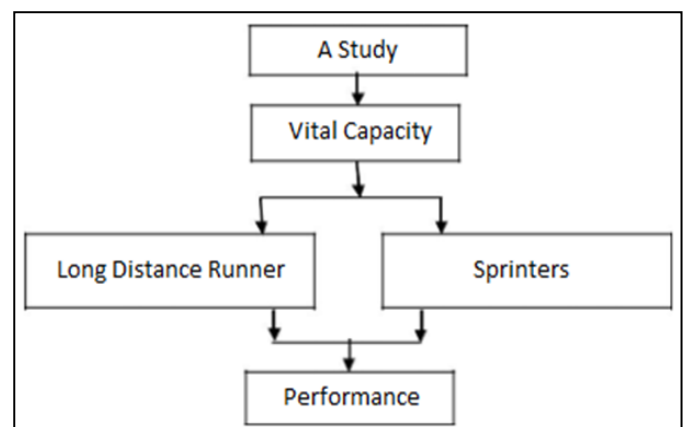 A Study
Vital Capacity
Long Distance Runner
Sprinters
Performance